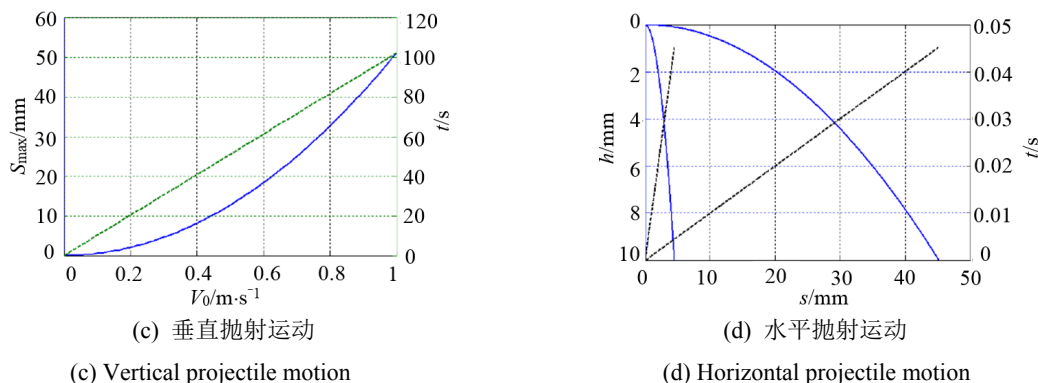 60
50
40
30
20
10
0
Smax/mm
120
100
80
60
40
20
0
t/s
0 0.2 0.4 0.6 0.8 1
V0/m·s⁻¹
(c) 垂直抛射运动
(c) Vertical projectile motion
0
2
4
6
8
10
h/mm
0.05
0.04
0.03
0.02
0.01
0
t/s
0 10 20 30 40 50
s/mm
(d) 水平抛射运动
(d) Horizontal projectile motion